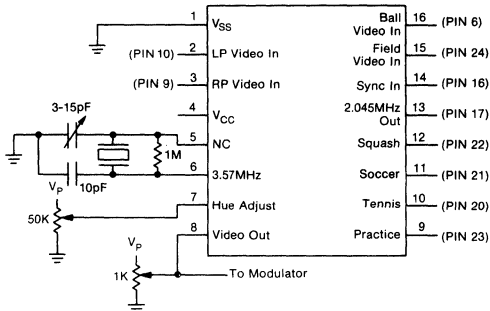 1 VSS
(PIN 10) 2 LP Video In
(PIN 9) 3 RP Video In
4 VCC
5 NC
6 3.57MHz
7 Hue Adjust
8 Video Out
Ball Video In 16 (PIN 6)
Field Video In 15 (PIN 24)
Sync In 14 (PIN 16)
2.045MHz Out 13 (PIN 17)
Squash 12 (PIN 22)
Soccer 11 (PIN 21)
Tennis 10 (PIN 20)
Practice 9 (PIN 23)
3-15pF
1M
10pF
VP
50K
VP
1K
To Modulator